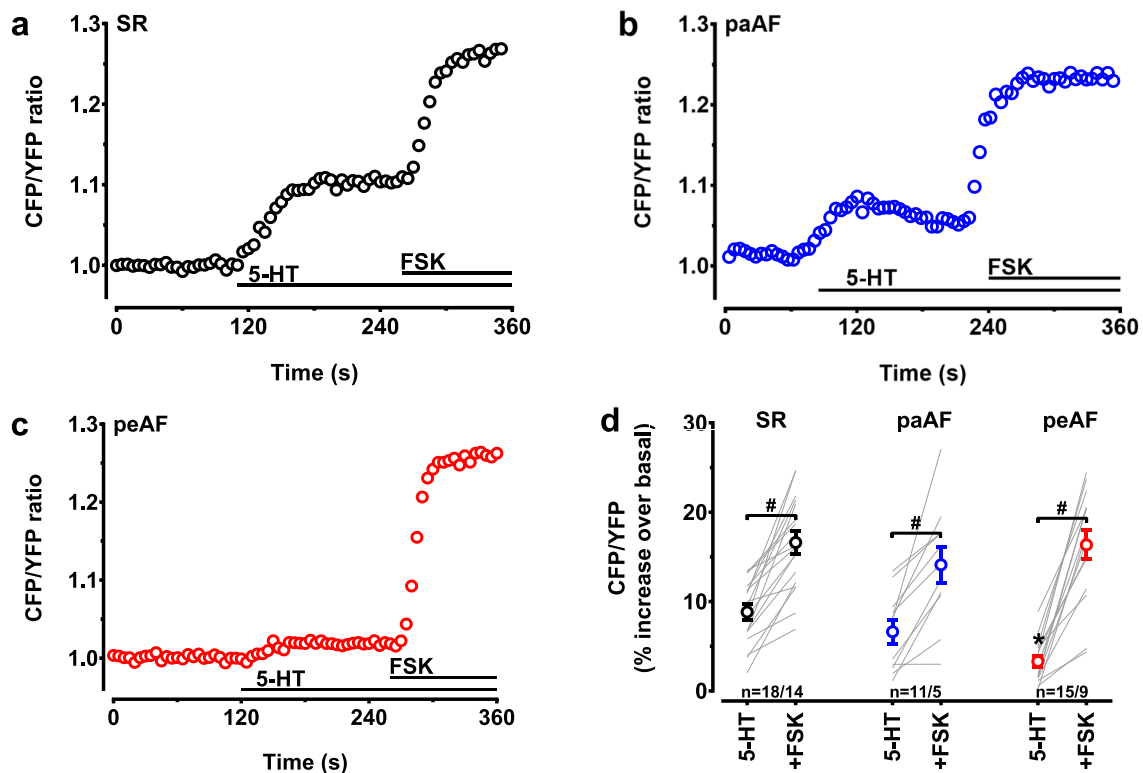 a
SR
1.3
1.2
1.1
1.0
CFP/YFP ratio
5-HT
FSK
0
120
240
360
Time (s)
b
paAF
1.3
1.2
1.1
1.0
CFP/YFP ratio
5-HT
FSK
0
120
240
360
Time (s)
c
peAF
1.3
1.2
1.1
1.0
CFP/YFP ratio
5-HT
FSK
0
120
240
360
Time (s)
d
SR
paAF
peAF
CFP/YFP
(% increase over basal)
30
20
10
0
#
#
#
*
n=18/14
n=11/5
n=15/9
5-HT
+FSK
5-HT
+FSK
5-HT
+FSK